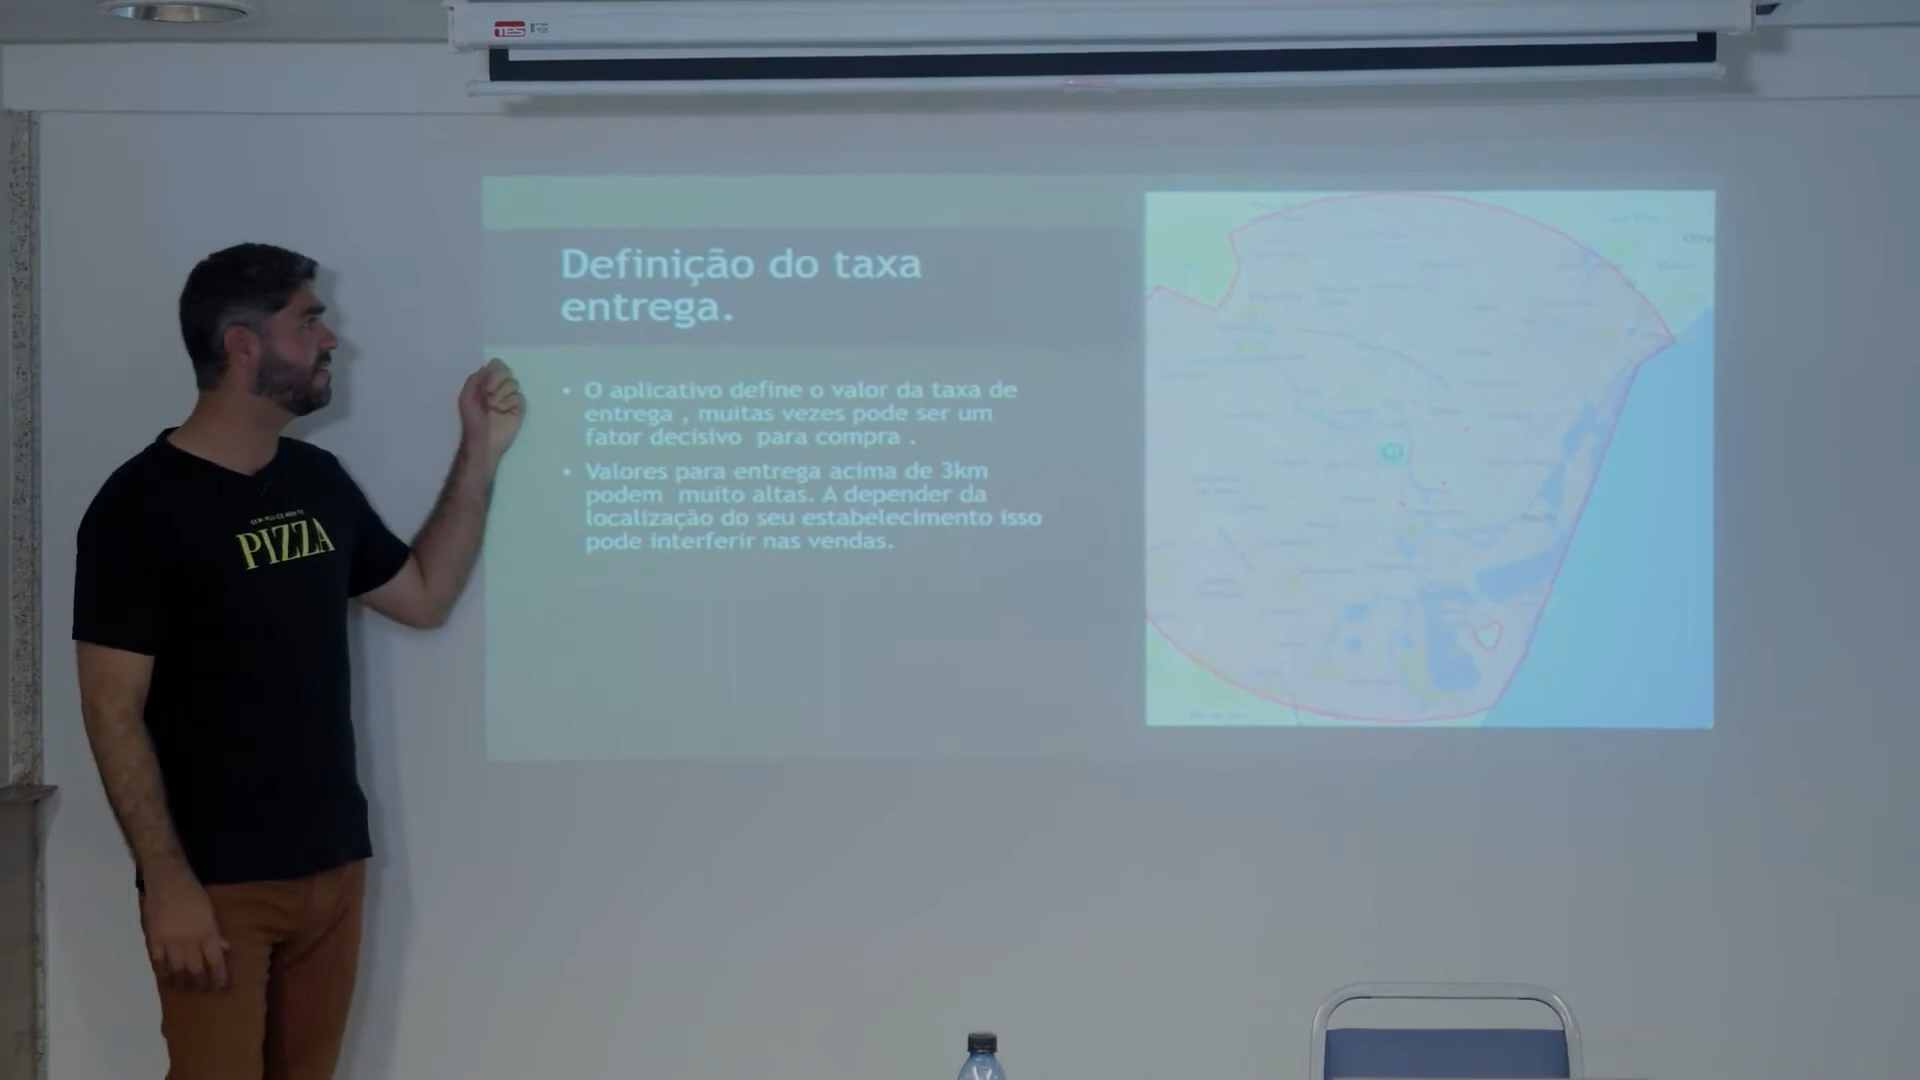 TES
Definição do taxa
entrega.
• O aplicativo define o valor da taxa de
entrega , muitas vezes pode ser um
fator decisivo para compra .
• Valores para entrega acima de 3km
podem muito altas. A depender da
localização do seu estabelecimento isso
pode interferir nas vendas.
PIZZA